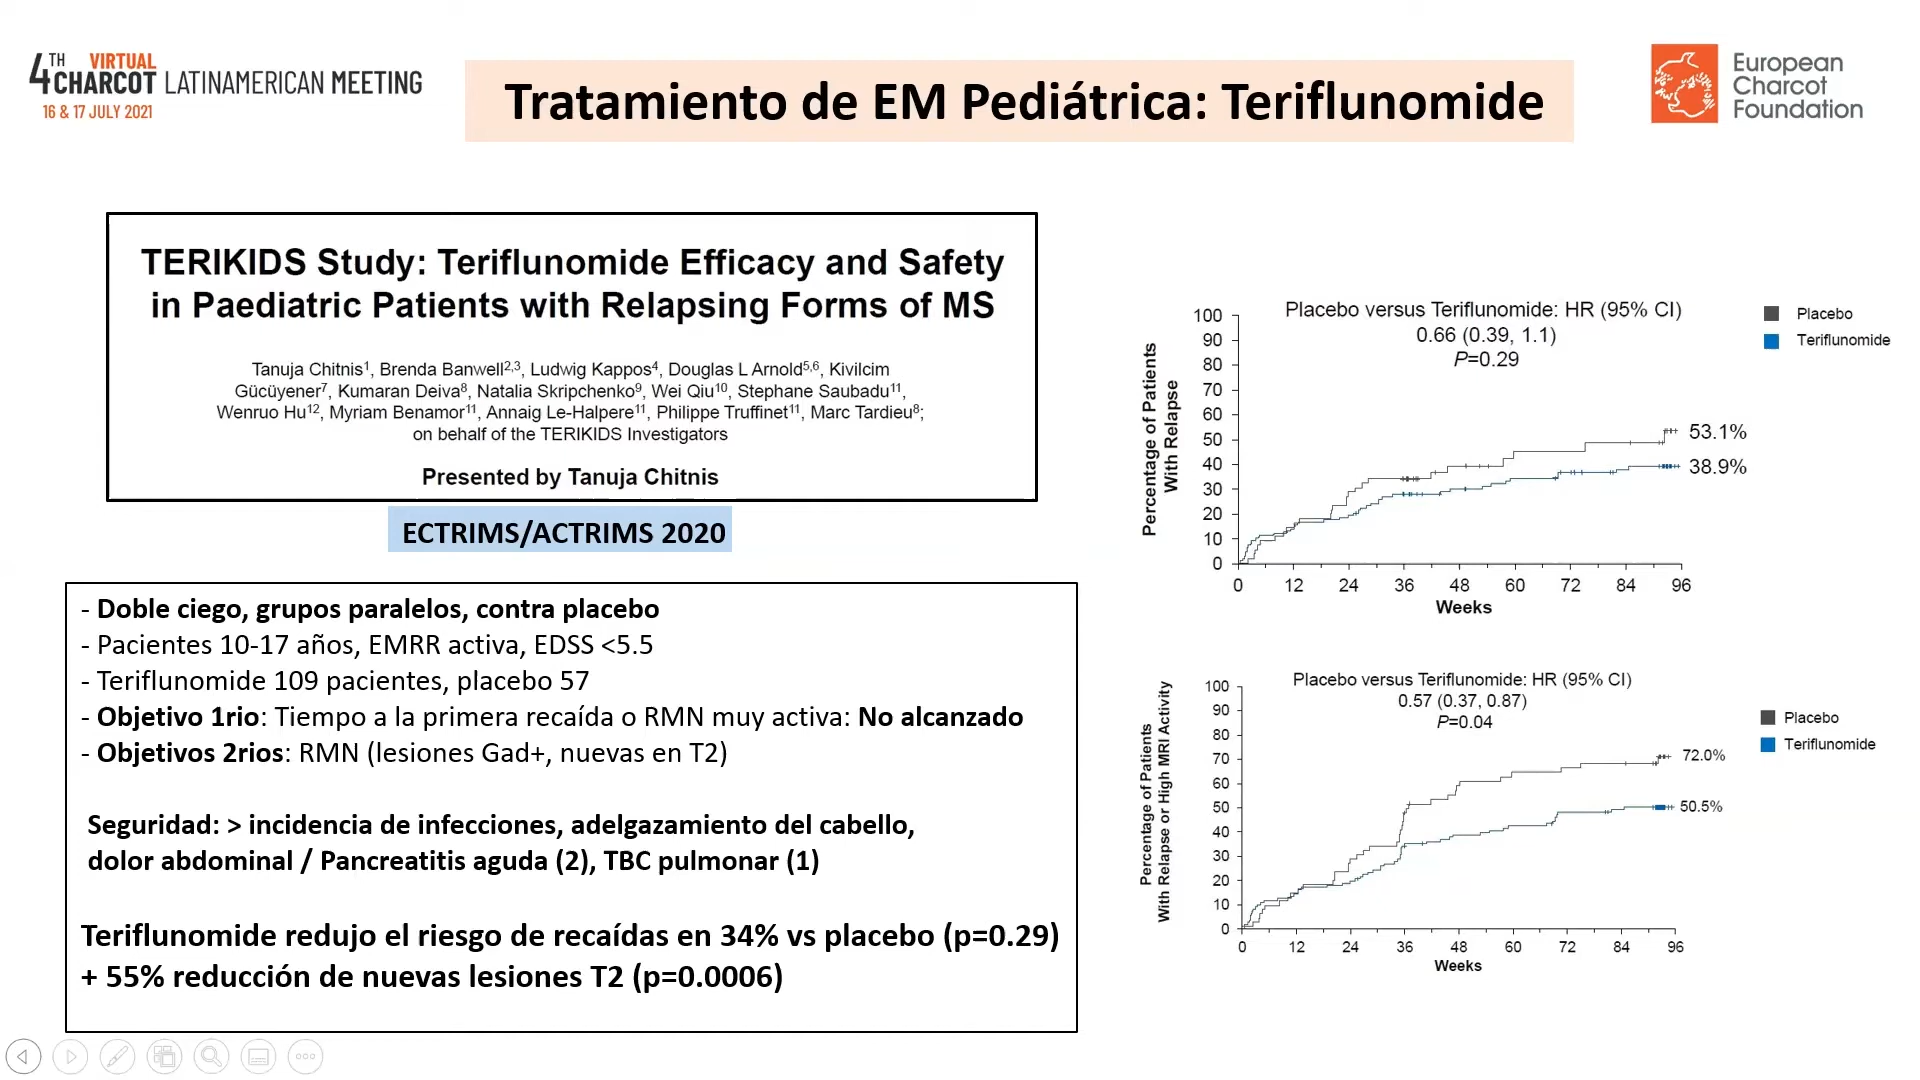 4TH VIRTUAL
CHARCOT LATINAMERICAN MEETING
16 & 17 JULY 2021
Tratamiento de EM Pediátrica: Teriflunomide
European
Charcot
Foundation
TERIKIDS Study: Teriflunomide Efficacy and Safety
in Paediatric Patients with Relapsing Forms of MS
Tanuja Chitnis¹, Brenda Banwell²,³, Ludwig Kappos⁴, Douglas L Arnold⁵,⁶, Kivilcim
Gücüyener⁷, Kumaran Deiva⁸, Natalia Skripchenko⁹, Wei Qiu¹⁰, Stephane Saubadu¹¹,
Wenruo Hu¹², Myriam Benamor¹¹, Annaig Le-Halpere¹¹, Philippe Truffinet¹¹, Marc Tardieu⁸;
on behalf of the TERIKIDS Investigators
Presented by Tanuja Chitnis
ECTRIMS/ACTRIMS 2020
- Doble ciego, grupos paralelos, contra placebo
- Pacientes 10-17 años, EMRR activa, EDSS <5.5
- Teriflunomide 109 pacientes, placebo 57
- Objetivo 1rio: Tiempo a la primera recaída o RMN muy activa: No alcanzado
- Objetivos 2rios: RMN (lesiones Gad+, nuevas en T2)
Seguridad: > incidencia de infecciones, adelgazamiento del cabello,
dolor abdominal / Pancreatitis aguda (2), TBC pulmonar (1)
Teriflunomide redujo el riesgo de recaídas en 34% vs placebo (p=0.29)
+ 55% reducción de nuevas lesiones T2 (p=0.0006)
Placebo versus Teriflunomide: HR (95% CI)
0.66 (0.39, 1.1)
P=0.29
Placebo
Teriflunomide
Percentage of Patients
With Relapse
100
90
80
70
60
50
40
30
20
10
0
53.1%
38.9%
0 12 24 36 48 60 72 84 96
Weeks
Placebo versus Teriflunomide: HR (95% CI)
0.57 (0.37, 0.87)
P=0.04
Placebo
Teriflunomide
Percentage of Patients
With Relapse or High MRI Activity
100
90
80
70
60
50
40
30
20
10
0
72.0%
50.5%
0 12 24 36 48 60 72 84 96
Weeks